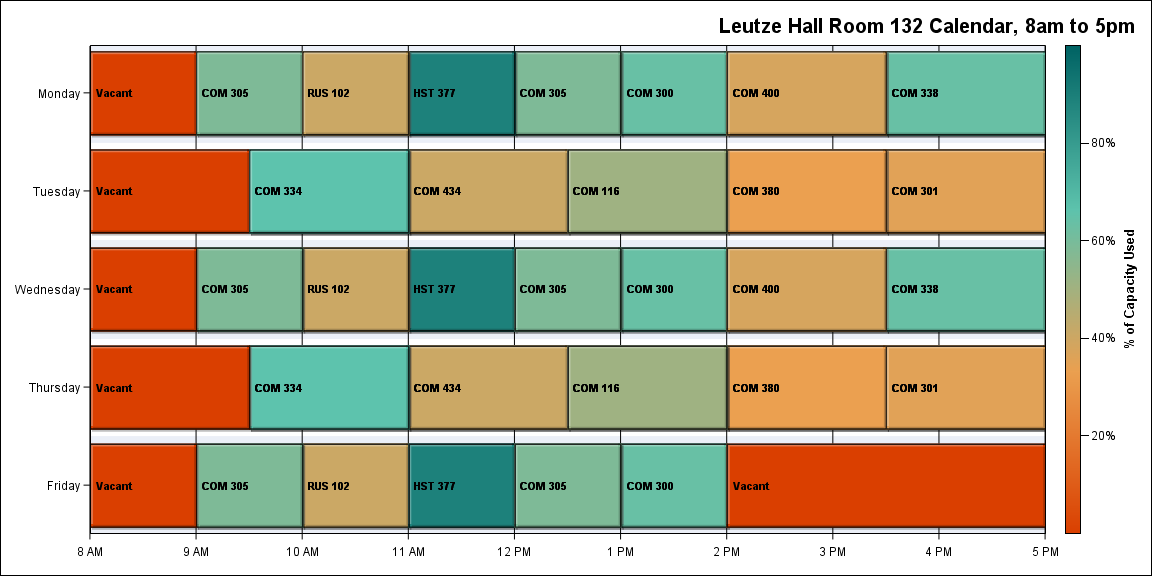 Leutze Hall Room 132 Calendar, 8am to 5pm
Monday
Vacant
COM 305
RUS 102
HST 377
COM 305
COM 300
COM 400
COM 338
Tuesday
Vacant
COM 334
COM 434
COM 116
COM 380
COM 301
Wednesday
Vacant
COM 305
RUS 102
HST 377
COM 305
COM 300
COM 400
COM 338
Thursday
Vacant
COM 334
COM 434
COM 116
COM 380
COM 301
Friday
Vacant
COM 305
RUS 102
HST 377
COM 305
COM 300
Vacant
8 AM
9 AM
10 AM
11 AM
12 PM
1 PM
2 PM
3 PM
4 PM
5 PM
80%
60%
40%
20%
% of Capacity Used